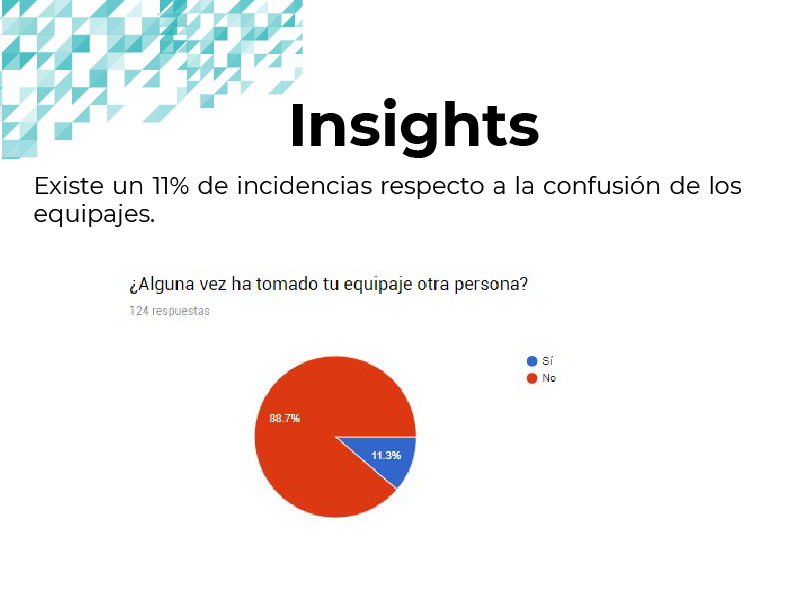 Insights
Existe un 11% de incidencias respecto a la confusión de los
equipajes.
¿Alguna vez ha tomado tu equipaje otra persona?
124 respuestas
Sí
No
88.7%
11.3%